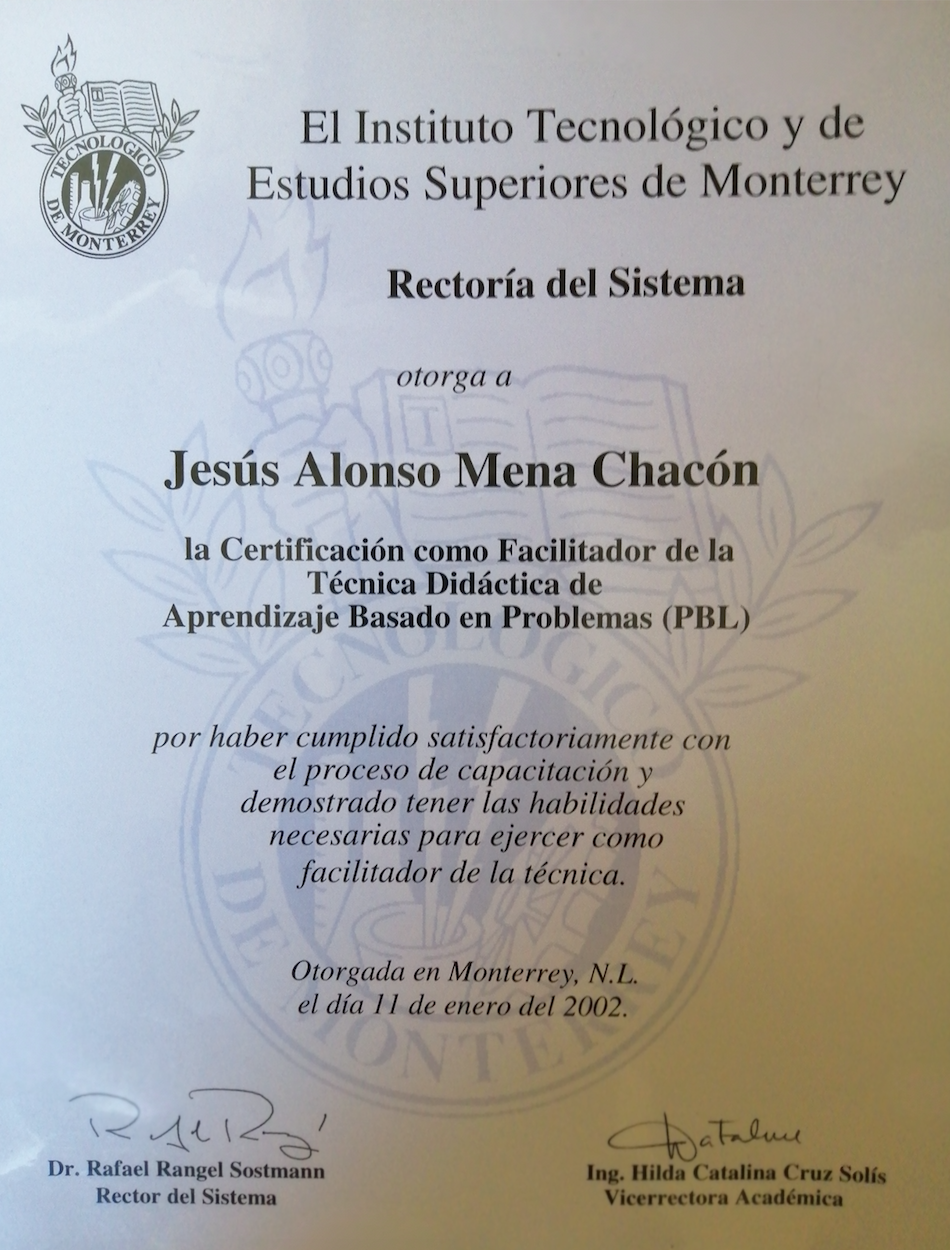 TECNOLOGICO
DE MONTERREY
El Instituto Tecnológico y de
Estudios Superiores de Monterrey
Rectoría del Sistema
otorga a
Jesús Alonso Mena Chacón
la Certificación como Facilitador de la
Técnica Didáctica de
Aprendizaje Basado en Problemas (PBL)
por haber cumplido satisfactoriamente con
el proceso de capacitación y
demostrado tener las habilidades
necesarias para ejercer como
facilitador de la técnica.
Otorgada en Monterrey, N.L.
el día 11 de enero del 2002.
TECNOLOGICO
DE MONTERREY
Dr. Rafael Rangel Sostmann
Rector del Sistema
Ing. Hilda Catalina Cruz Solís
Vicerrectora Académica